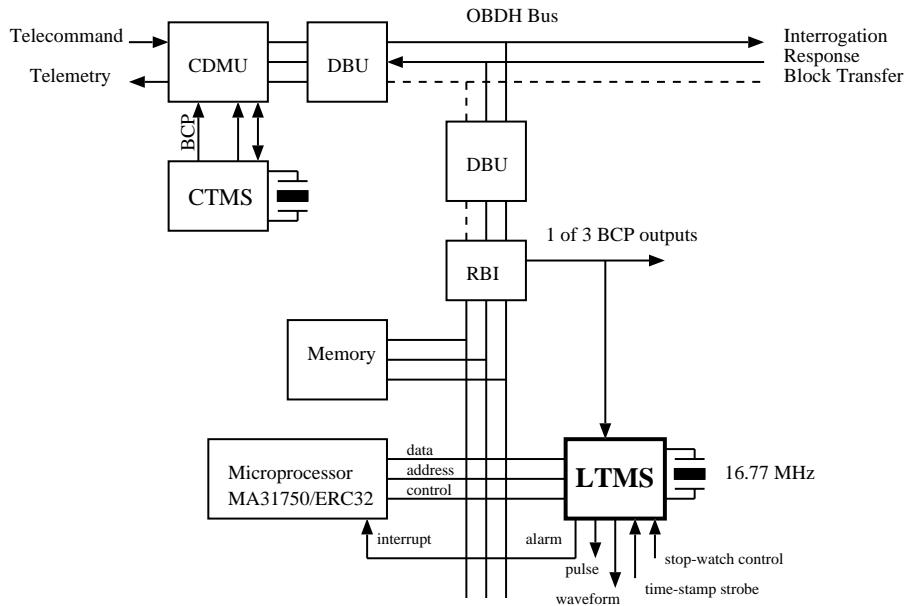 OBDH Bus
Telecommand
Interrogation
CDMU
DBU
Response
Telemetry
Block Transfer
BCP
DBU
CTMS
1 of 3 BCP outputs
RBI
Memory
data
Microprocessor
address
LTMS
16.77 MHz
MA31750/ERC32
control
interrupt
alarm
stop-watch control
pulse
time-stamp strobe
waveform